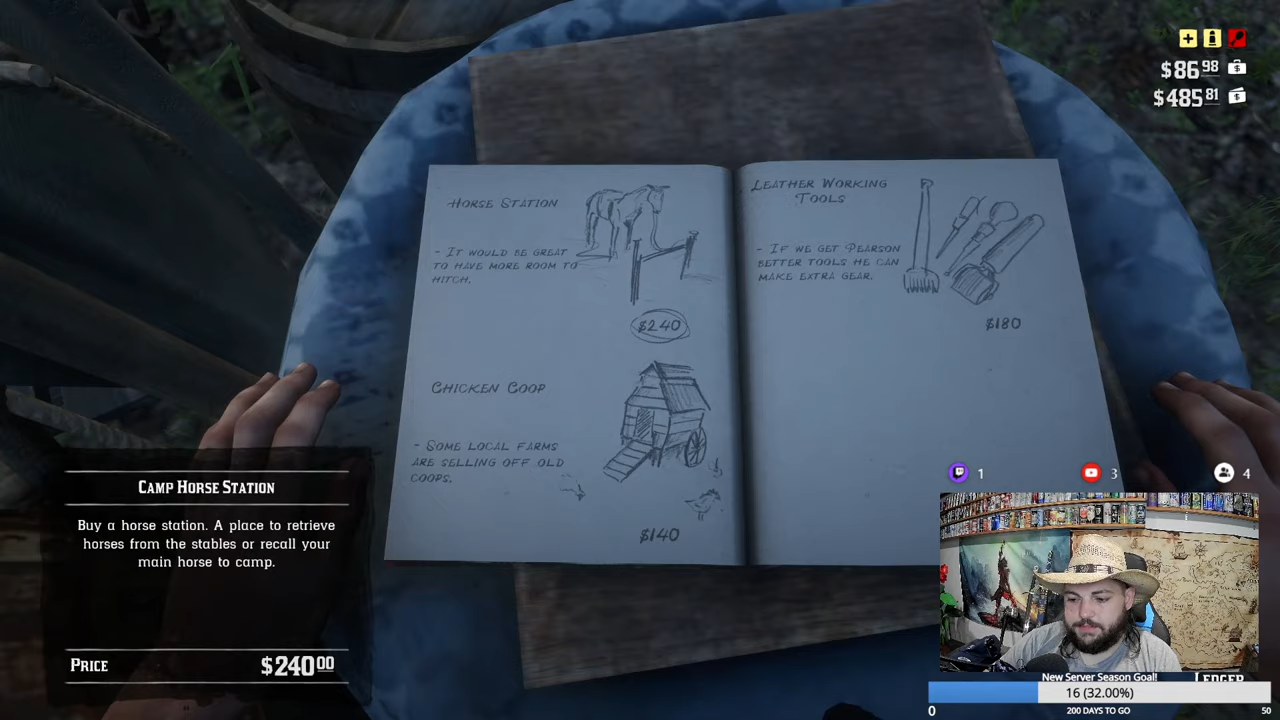 $86.98
$485.81
HORSE STATION
- IT WOULD BE GREAT
TO HAVE MORE ROOM TO
HITCH.
$240
CHICKEN COOP
- SOME LOCAL FARMS
ARE SELLING OFF OLD
COOPS.
$140
LEATHER WORKING
TOOLS
- IF WE GET PEARSON
BETTER TOOLS HE CAN
MAKE EXTRA GEAR.
$180
CAMP HORSE STATION
Buy a horse station. A place to retrieve
horses from the stables or recall your
main horse to camp.
PRICE $240.00
1 3 4
New Server Season Goal!
LEDGER
16 (32.00%)
0 200 DAYS TO GO 50